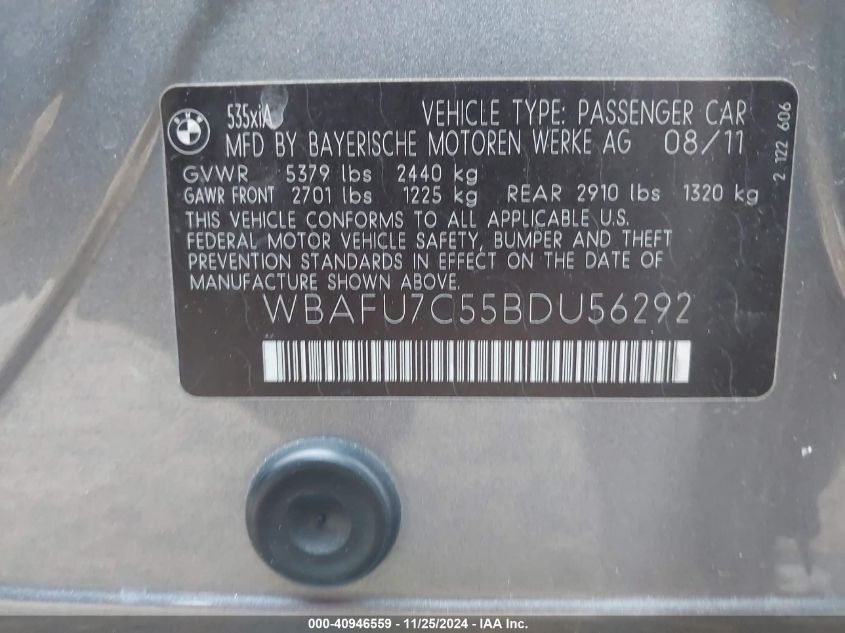 BMW
535xiA VEHICLE TYPE: PASSENGER CAR
MFD BY BAYERISCHE MOTOREN WERKE AG 08/11
GVWR 5379 lbs 2440 kg
GAWR FRONT 2701 lbs 1225 kg REAR 2910 lbs 1320 kg
THIS VEHICLE CONFORMS TO ALL APPLICABLE U.S.
FEDERAL MOTOR VEHICLE SAFETY, BUMPER AND THEFT
PREVENTION STANDARDS IN EFFECT ON THE DATE OF
MANUFACTURE SHOWN ABOVE.
WBAFU7C55BDU56292
2 122 606
000-40946559 - 11/25/2024 - IAA Inc.